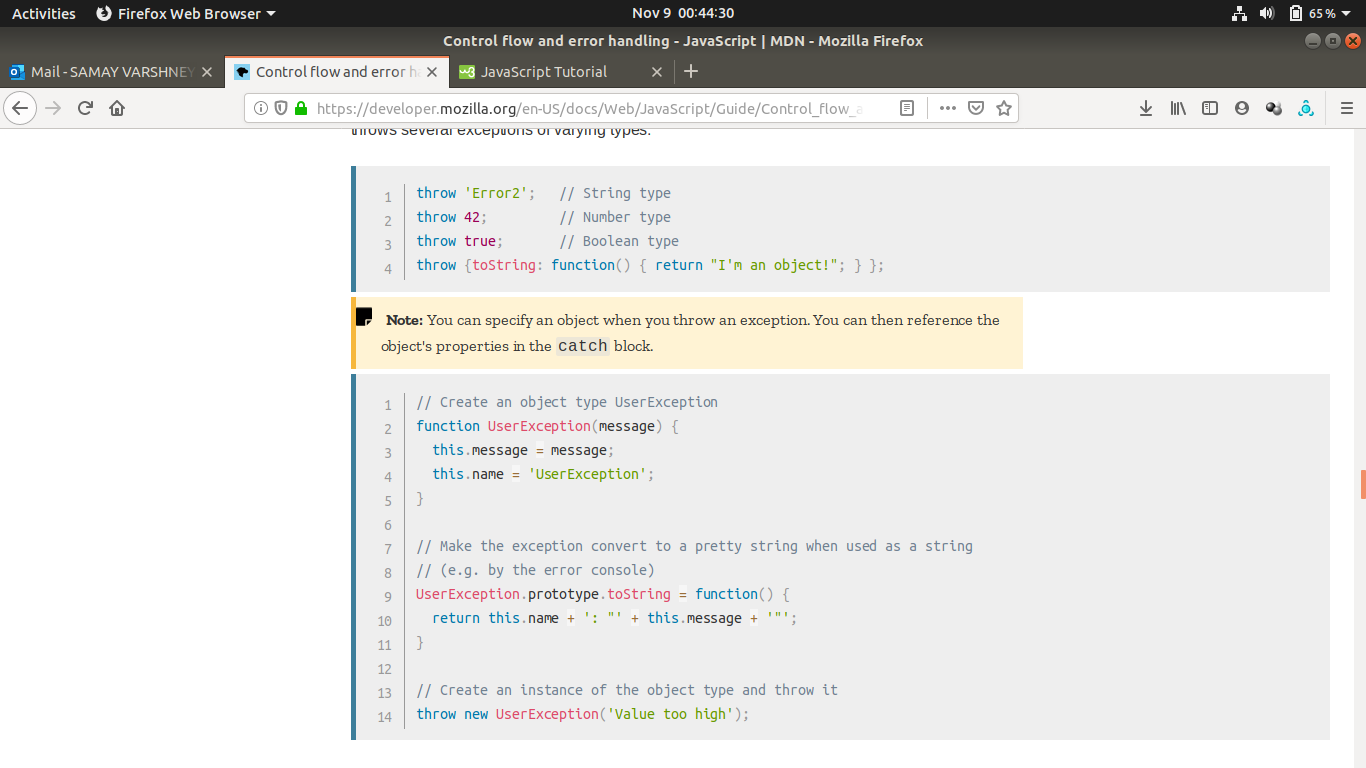 Activities Firefox Web Browser Nov 9 00:44:30 65%
Control flow and error handling - JavaScript | MDN - Mozilla Firefox
Mail - SAMAY VARSHNEY Control flow and error h JavaScript Tutorial
https://developer.mozilla.org/en-US/docs/Web/JavaScript/Guide/Control_flow_a
throws several exceptions of varying types:
1 throw 'Error2'; // String type
2 throw 42; // Number type
3 throw true; // Boolean type
4 throw {toString: function() { return "I'm an object!"; } };
Note: You can specify an object when you throw an exception. You can then reference the
object's properties in the catch block.
1 // Create an object type UserException
2 function UserException(message) {
3 this.message = message;
4 this.name = 'UserException';
5 }
6
7 // Make the exception convert to a pretty string when used as a string
8 // (e.g. by the error console)
9 UserException.prototype.toString = function() {
10 return this.name + ': "' + this.message + '"';
11 }
12
13 // Create an instance of the object type and throw it
14 throw new UserException('Value too high');